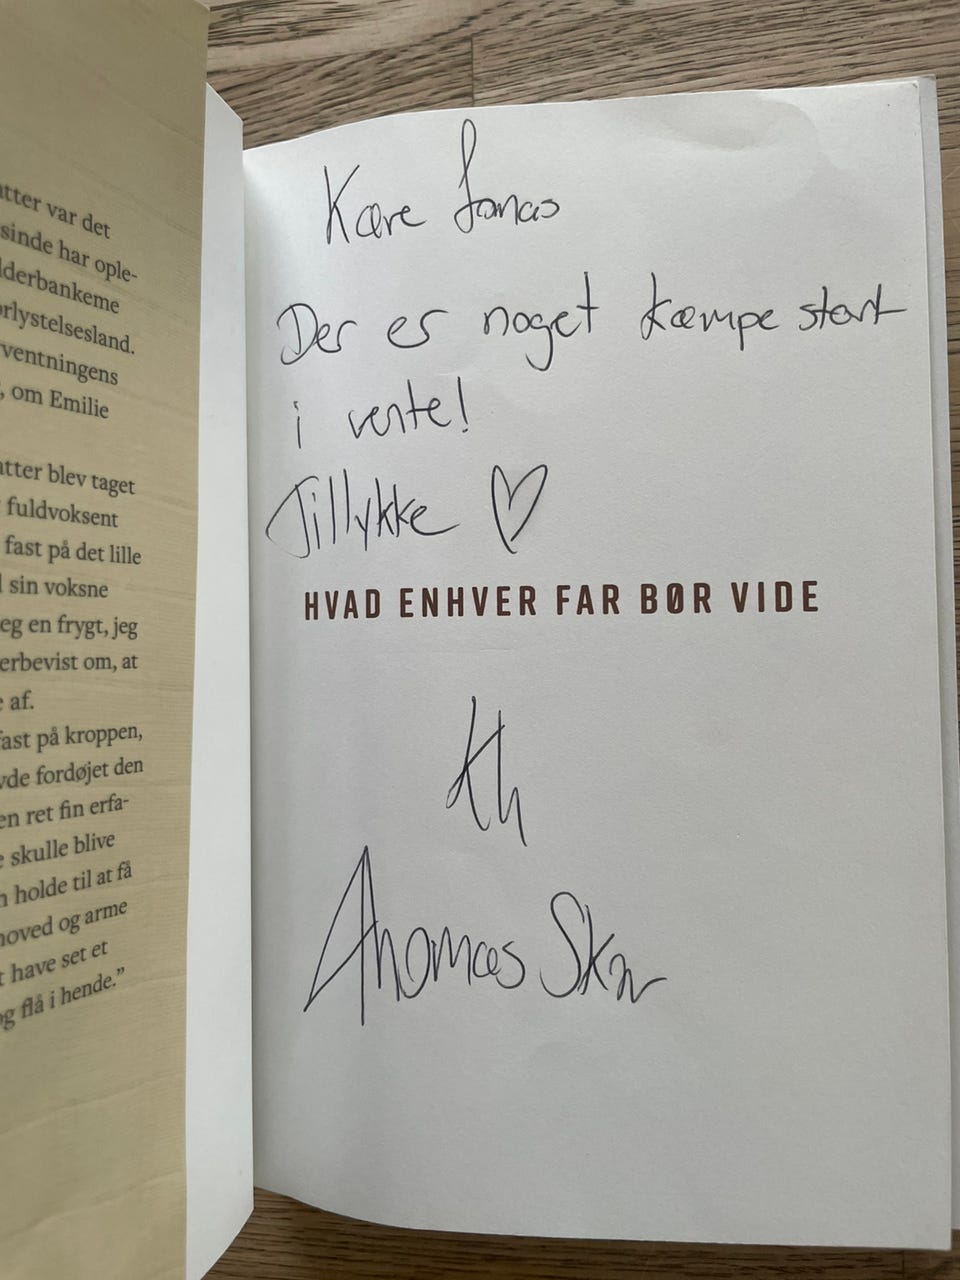 atter var det
sinde har ople-
lderbankerne
orlystelsesland.
ventningens
, om Emilie
atter blev taget
fuldvoksent
fast på det lille
sin voksne
eg en frygt, jeg
erbevist om, at
e af.
fast på kroppen,
vde fordøjet den
en ret fin erfa-
e skulle blive
n holde til at få
hoved og arme
t have set et
og flå i hende.”
Kære Jonas
Der er noget kæmpe stort
i vente!
Tillykke ♡
HVAD ENHVER FAR BØR VIDE
Kh
Thomas